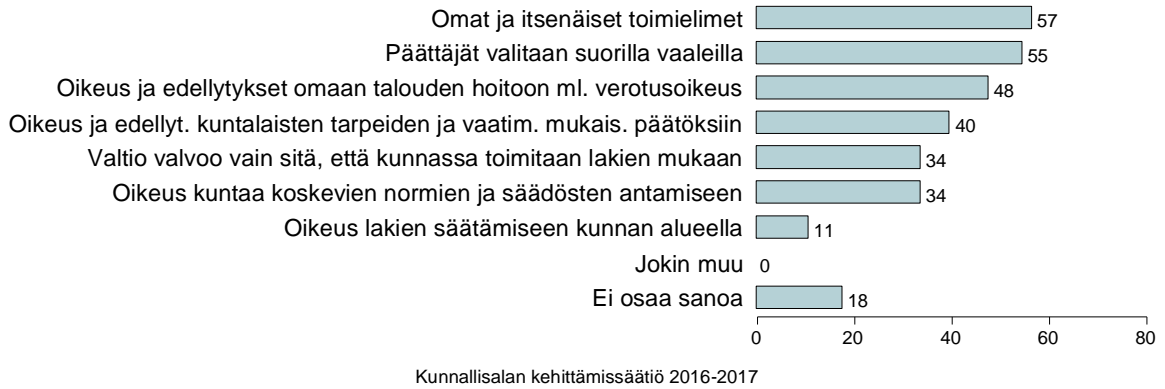 Omat ja itsenäiset toimielimet 57
Päättäjät valitaan suorilla vaaleilla 55
Oikeus ja edellytykset omaan talouden hoitoon ml. verotusoikeus 48
Oikeus ja edellyt. kuntalaisten tarpeiden ja vaatim. mukais. päätöksiin 40
Valtio valvoo vain sitä, että kunnassa toimitaan lakien mukaan 34
Oikeus kuntaa koskevien normien ja säädösten antamiseen 34
Oikeus lakien säätämiseen kunnan alueella 11
Jokin muu 0
Ei osaa sanoa 18
0 20 40 60 80
Kunnallisalan kehittämissäätiö 2016-2017